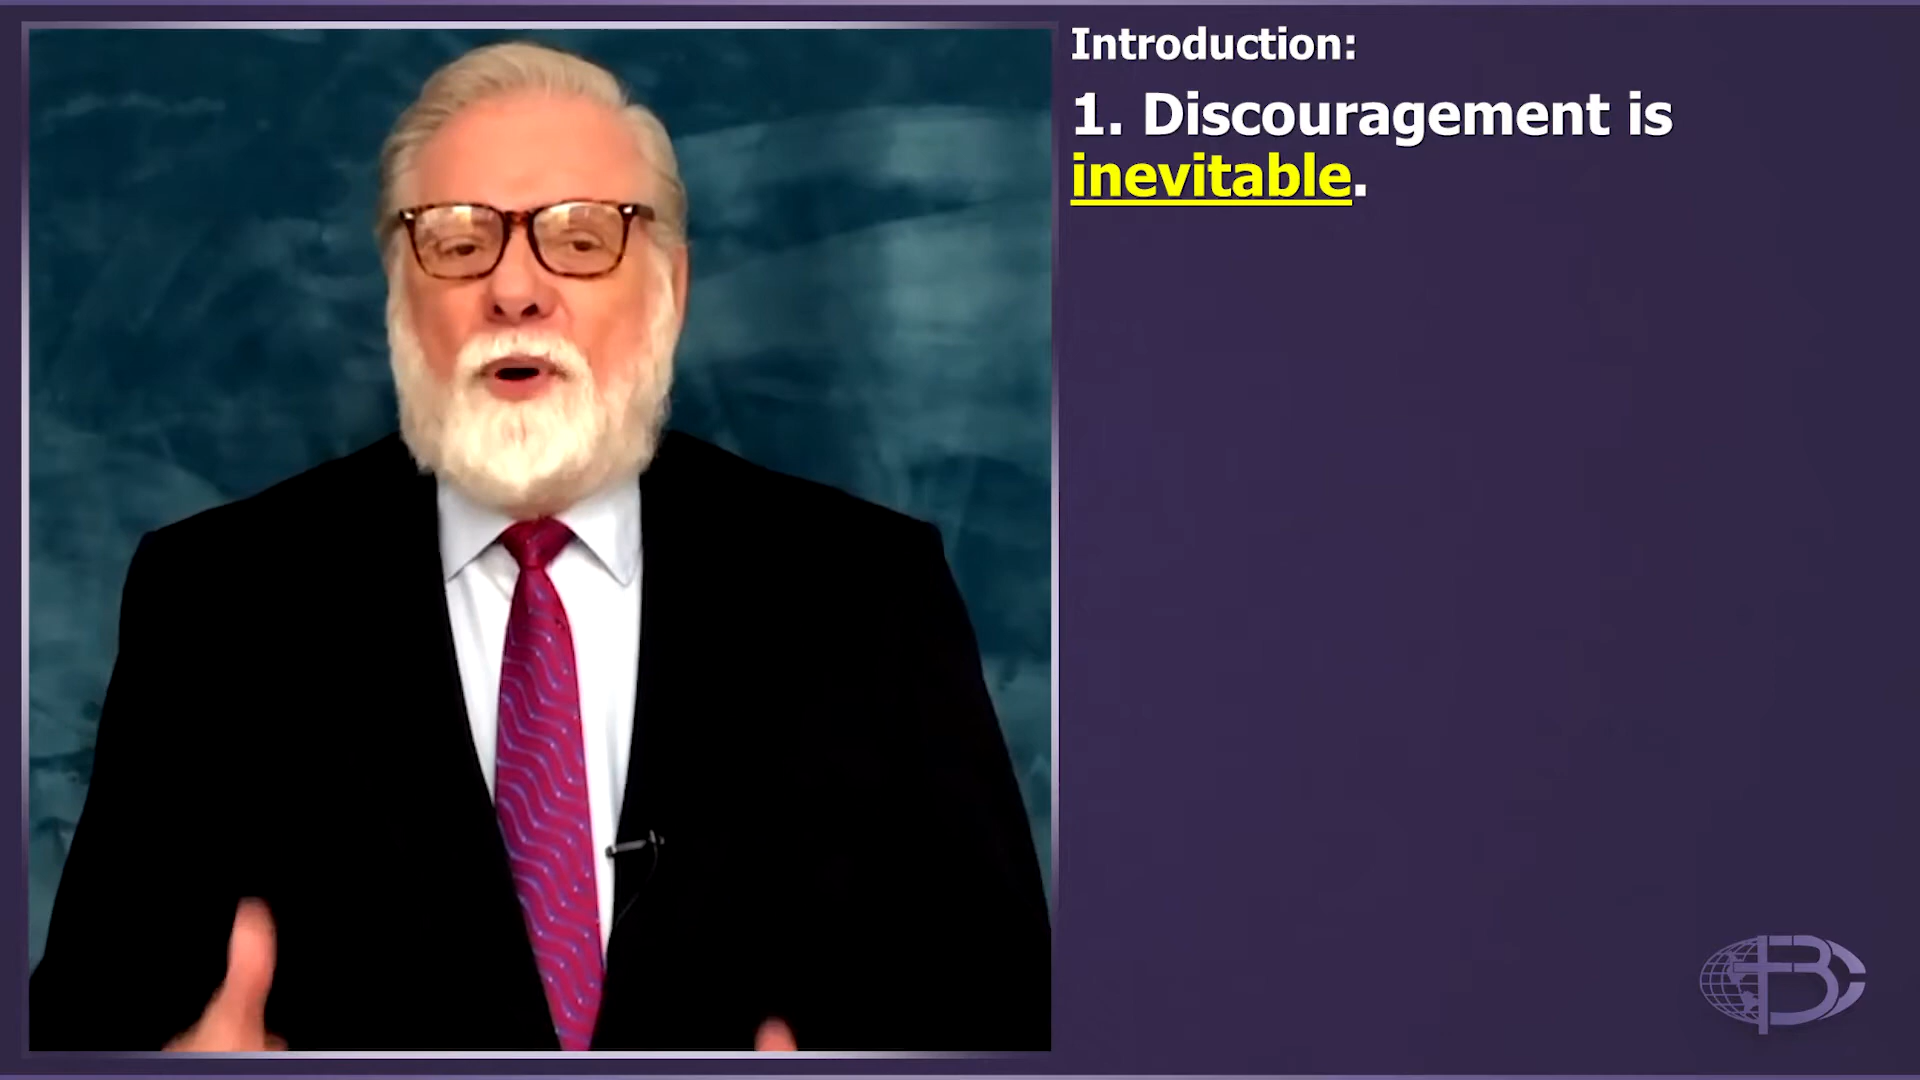 Introduction:
1. Discouragement is
inevitable.